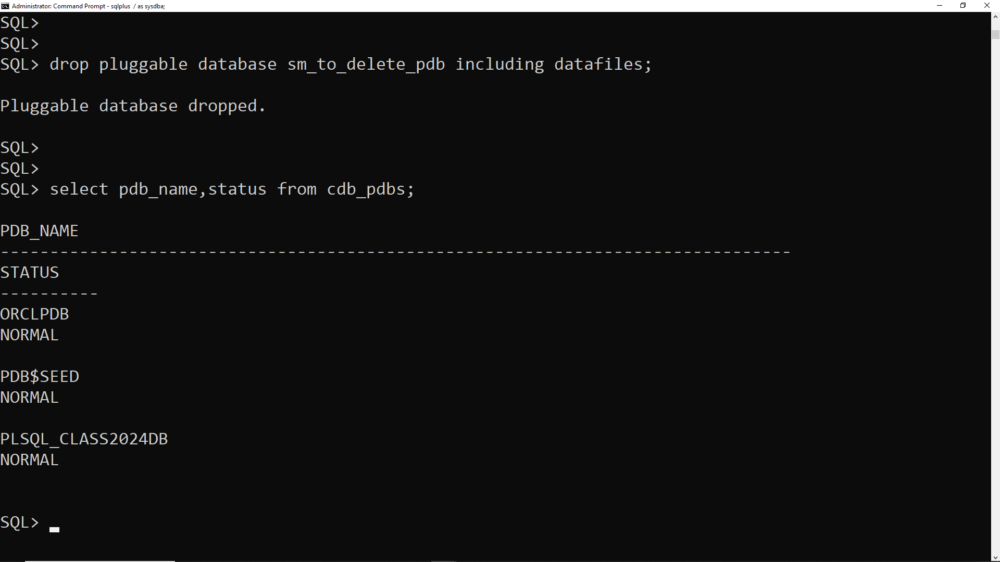 Administrator: Command Prompt - sqlplus  / as sysdba;
SQL>
SQL>
SQL> drop pluggable database sm_to_delete_pdb including datafiles;
Pluggable database dropped.
SQL>
SQL>
SQL> select pdb_name,status from cdb_pdbs;
PDB_NAME
--------------------------------------------------------------------------------
STATUS
----------
ORCLPDB
NORMAL
PDB$SEED
NORMAL
PLSQL_CLASS2024DB
NORMAL
SQL>